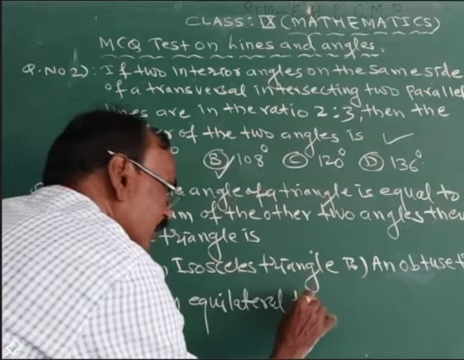 CLASS: IX (MATHEMATICS)
MCQ Test on Lines and angles.
Q.No 2): If two interior angles on the same side
of a transversal intersecting two parallel
lines are in the ratio 2:3, then the
of the two angles is ✓
(B) 108° (C) 120° (D) 136°
angle of a triangle is equal to
of the other two angles then
triangle is
Isosceles triangle B) An obtuse
equilateral